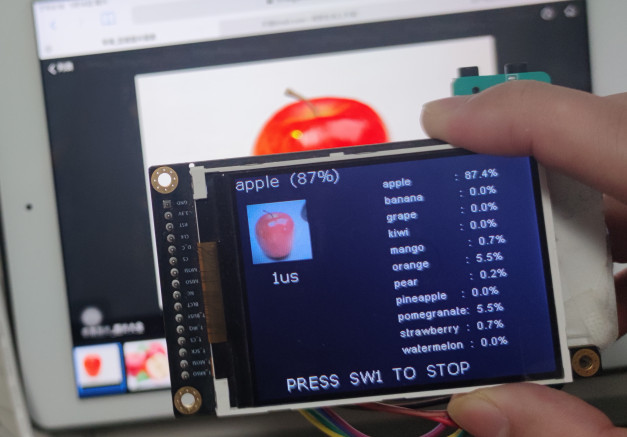 apple (87%)
1us
apple : 87.4%
banana : 0.0%
grape : 0.0%
kiwi : 0.0%
mango : 0.7%
orange : 5.5%
pear : 0.2%
pineapple : 0.0%
pomegranate: 5.5%
strawberry : 0.7%
watermelon : 0.0%
PRESS SW1 TO STOP